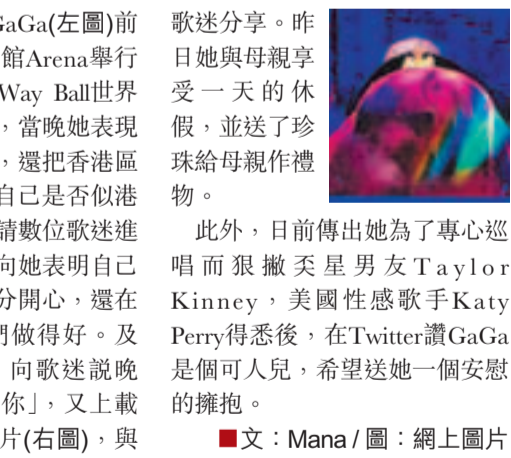 GaGa(左圖)前
館Arena舉行
Way Ball世界
,當晚她表現
,還把香港區
自己是否似港
請數位歌迷進
向她表明自己
分開心,還在
們做得好。及
向歌迷説晚
你」,又上載
片(右圖),與
歌迷分享。昨
日她與母親享
受一天的休
假,並送了珍
珠給母親作禮
物。
此外,日前傳出她為了專心巡
唱而狠撇奀星男友Taylor
Kinney,美國性感歌手Katy
Perry得悉後,在Twitter讚GaGa
是個可人兒,希望送她一個安慰
的擁抱。
■文:Mana / 圖:網上圖片